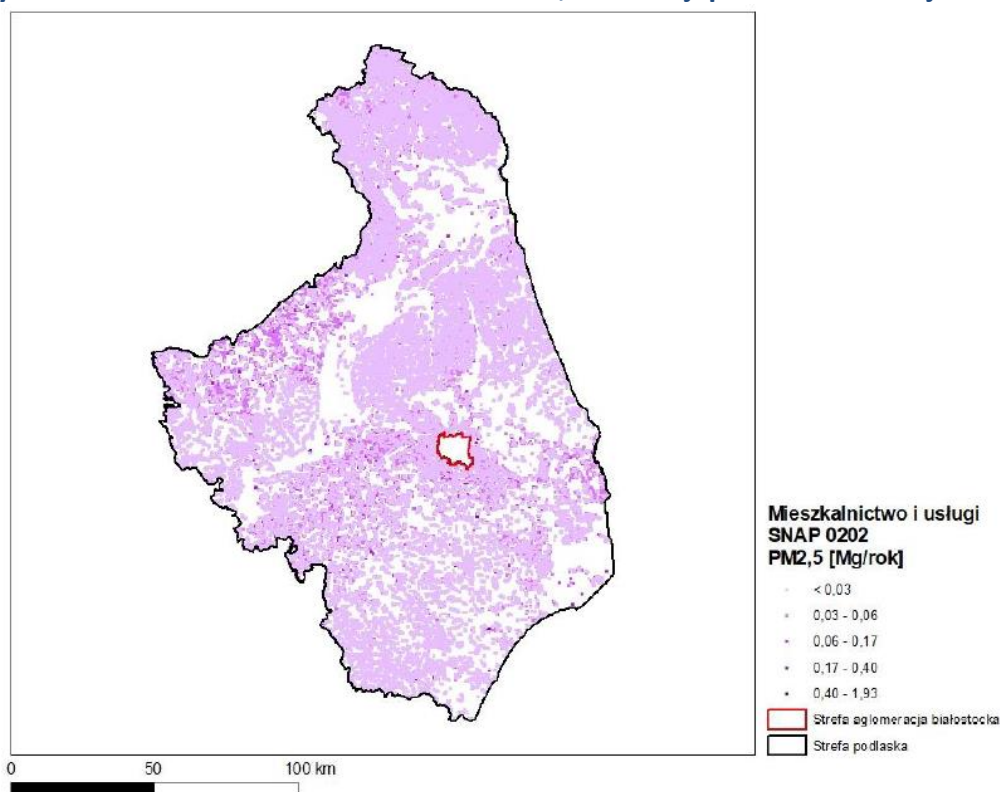 Mieszkalnictwo i usługi
SNAP 0202
PM2,5 [Mg/rok]
< 0,03
0,03 - 0,06
0,06 - 0,17
0,17 - 0,40
0,40 - 1,93
Strefa aglomeracja białostocka
Strefa podlaska
0 50 100 km